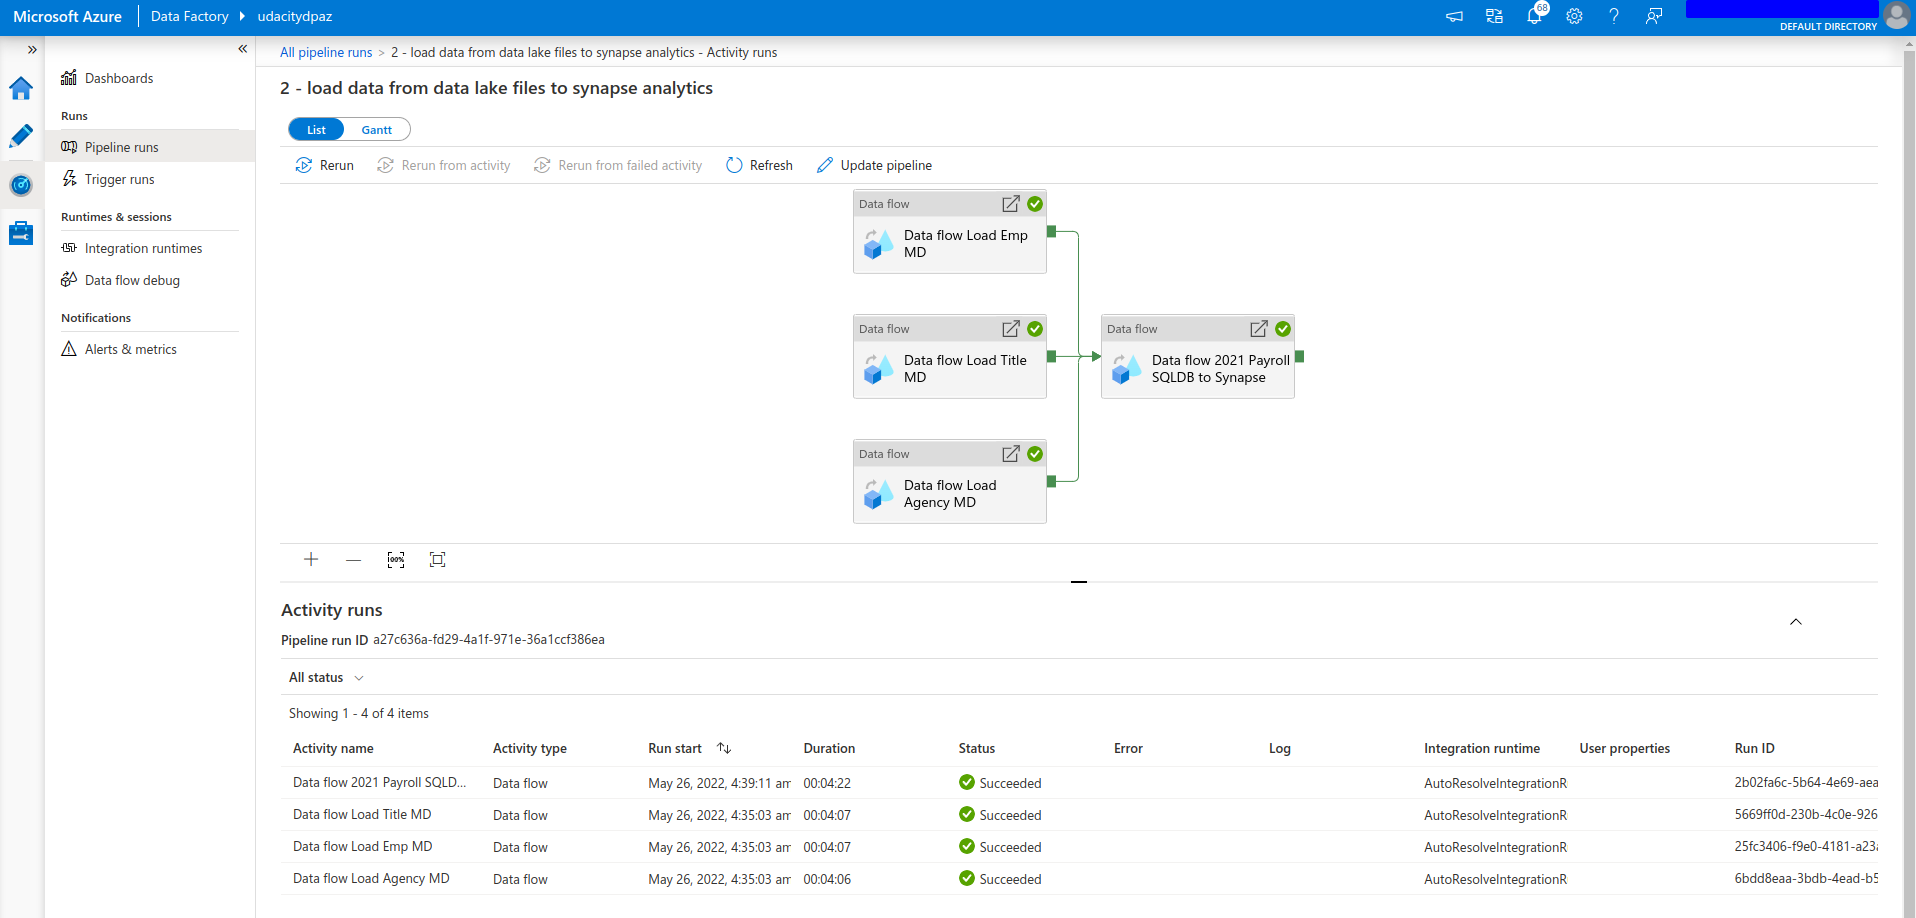 Microsoft Azure Data Factory udacitydpaz 68
DEFAULT DIRECTORY
Dashboards
Runs
Pipeline runs
Trigger runs
Runtimes & sessions
Integration runtimes
Data flow debug
Notifications
Alerts & metrics
All pipeline runs > 2 - load data from data lake files to synapse analytics - Activity runs
2 - load data from data lake files to synapse analytics
List Gantt
Rerun Rerun from activity Rerun from failed activity Refresh Update pipeline
Data flow
Data flow Load Emp
MD
Data flow
Data flow Load Title
MD
Data flow
Data flow 2021 Payroll
SQLDB to Synapse
Data flow
Data flow Load
Agency MD
100%
Activity runs
Pipeline run ID a27c636a-fd29-4a1f-971e-36a1ccf386ea
All status
Showing 1 - 4 of 4 items
Activity name Activity type Run start Duration Status Error Log Integration runtime User properties Run ID
Data flow 2021 Payroll SQLD... Data flow May 26, 2022, 4:39:11 am 00:04:22 Succeeded AutoResolveIntegrationR 2b02fa6c-5b64-4e69-aea
Data flow Load Title MD Data flow May 26, 2022, 4:35:03 am 00:04:07 Succeeded AutoResolveIntegrationR 5669ff0d-230b-4c0e-926
Data flow Load Emp MD Data flow May 26, 2022, 4:35:03 am 00:04:07 Succeeded AutoResolveIntegrationR 25fc3406-f9e0-4181-a23a
Data flow Load Agency MD Data flow May 26, 2022, 4:35:03 am 00:04:06 Succeeded AutoResolveIntegrationR 6bdd8eaa-3bdb-4ead-b5